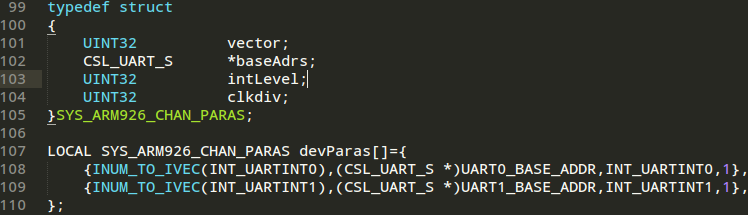 99 typedef struct
100 {
101 UINT32 vector;
102 CSL_UART_S *baseAdrs;
103 UINT32 intLevel;
104 UINT32 clkdiv;
105 }SYS_ARM926_CHAN_PARAS;
106
107 LOCAL SYS_ARM926_CHAN_PARAS devParas[]={
108 {INUM_TO_IVEC(INT_UARTINT0),(CSL_UART_S *)UART0_BASE_ADDR,INT_UARTINT0,1},
109 {INUM_TO_IVEC(INT_UARTINT1),(CSL_UART_S *)UART1_BASE_ADDR,INT_UARTINT1,1},
110 };